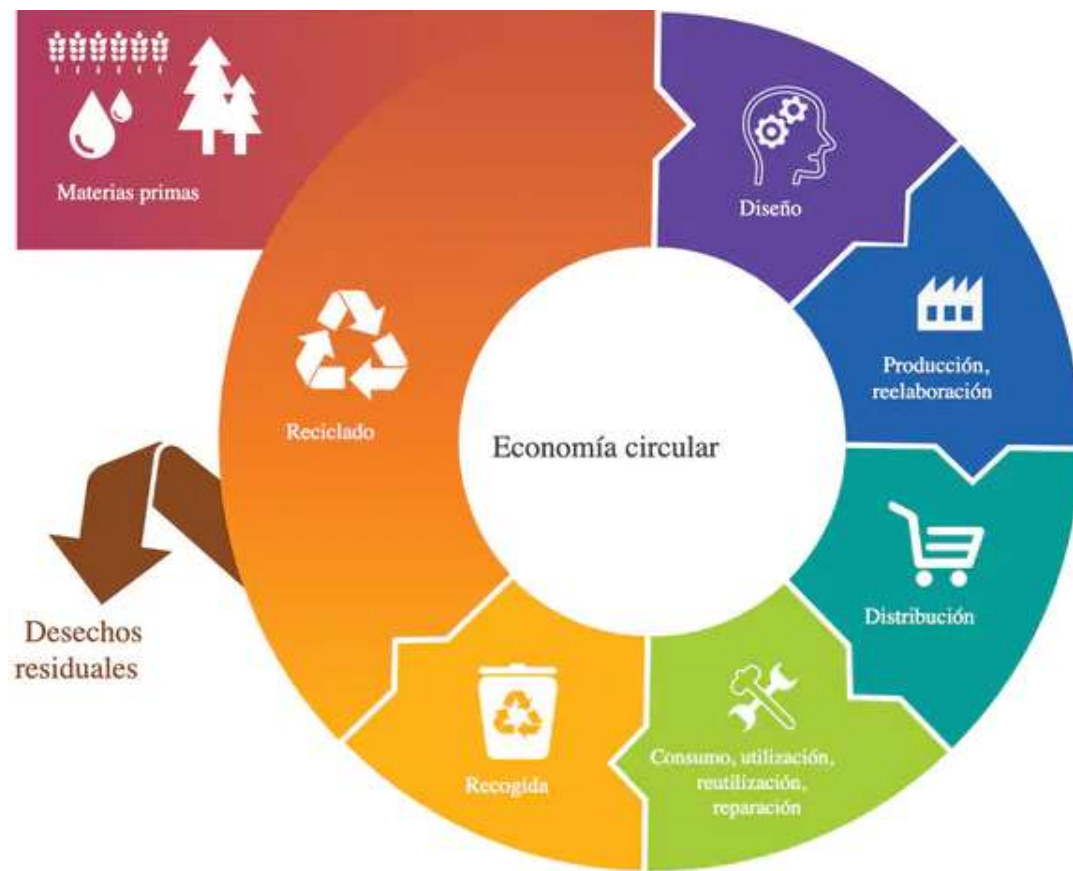 Materias primas
Diseño
Producción,
reelaboración
Distribución
Consumo, utilización,
reutilización,
reparación
Recogida
Reciclado
Economía circular
Desechos
residuales